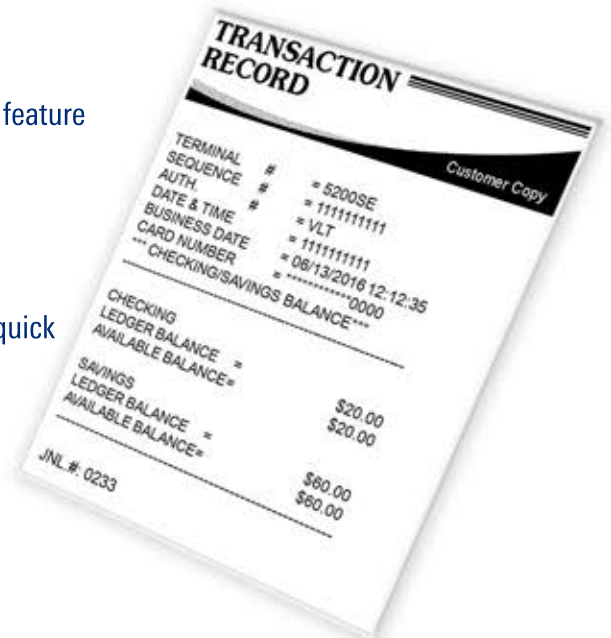 feature
quick
TRANSACTION
RECORD
Customer Copy
TERMINAL # = 5200SE
SEQUENCE # = 1111111111
AUTH. # = VLT
DATE & TIME = 1111111111
BUSINESS DATE = 06/13/2016 12:12:35
CARD NUMBER = ************0000
*** CHECKING/SAVINGS BALANCE***
CHECKING
LEDGER BALANCE = $20.00
AVAILABLE BALANCE= $20.00
SAVINGS
LEDGER BALANCE = $60.00
AVAILABLE BALANCE= $60.00
JNL.#: 0233